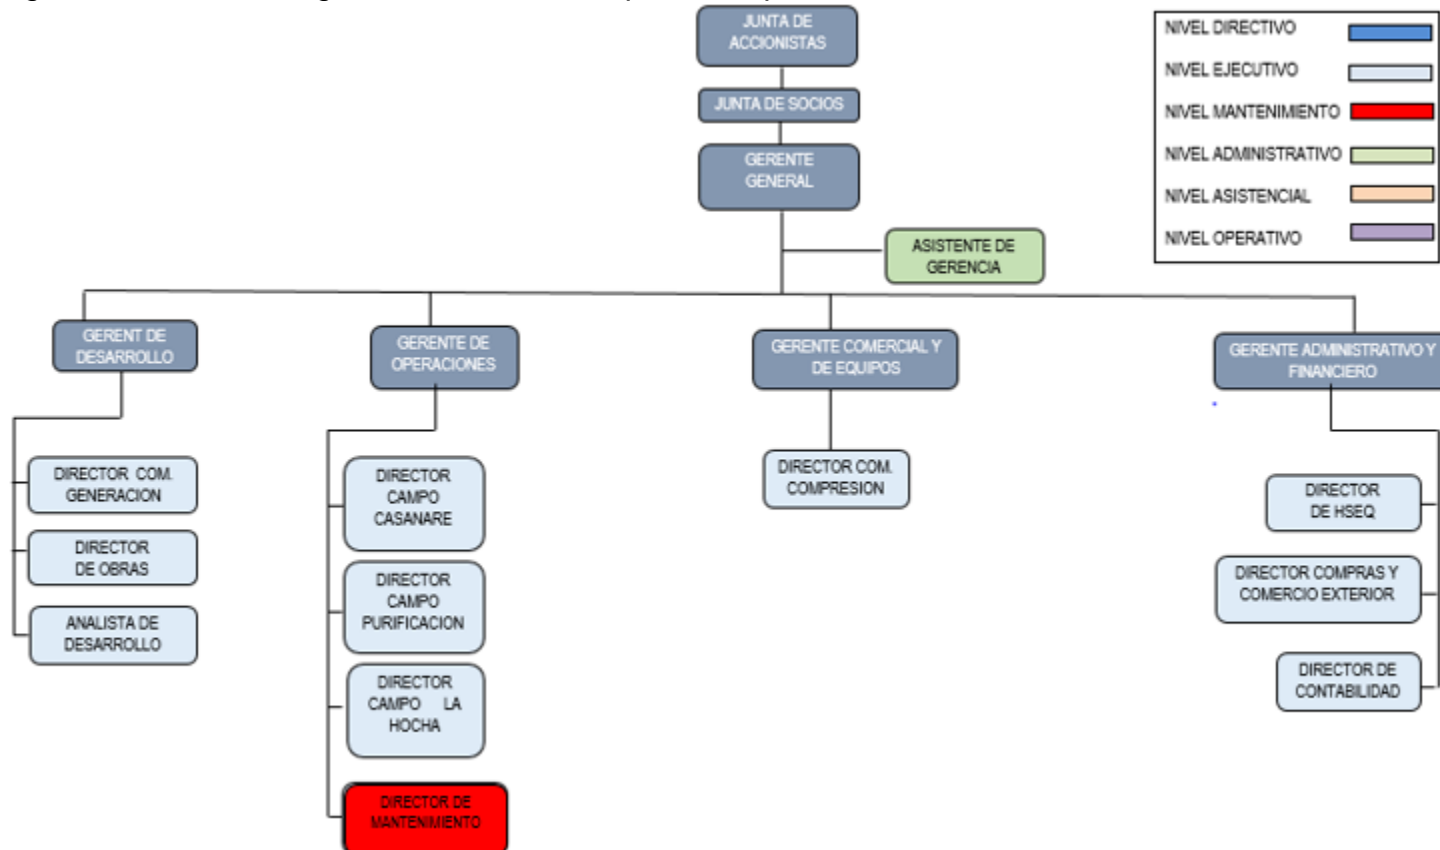 JUNTA DE
ACCIONISTAS
JUNTA DE SOCIOS
GERENTE
GENERAL
ASISTENTE DE
GERENCIA
NIVEL DIRECTIVO
NIVEL EJECUTIVO
NIVEL MANTENIMIENTO
NIVEL ADMINISTRATIVO
NIVEL ASISTENCIAL
NIVEL OPERATIVO
GERENT DE
DESARROLLO
DIRECTOR COM.
GENERACION
DIRECTOR
DE OBRAS
ANALISTA DE
DESARROLLO
GERENTE DE
OPERACIONES
DIRECTOR
CAMPO
CASANARE
DIRECTOR
CAMPO
PURIFICACION
DIRECTOR
CAMPO LA
HOCHA
DIRECTOR DE
MANTENIMIENTO
GERENTE COMERCIAL Y
DE EQUIPOS
DIRECTOR COM.
COMPRESION
GERENTE ADMINISTRATIVO Y
FINANCIERO
DIRECTOR
DE HSEQ
DIRECTOR COMPRAS Y
COMERCIO EXTERIOR
DIRECTOR DE
CONTABILIDAD